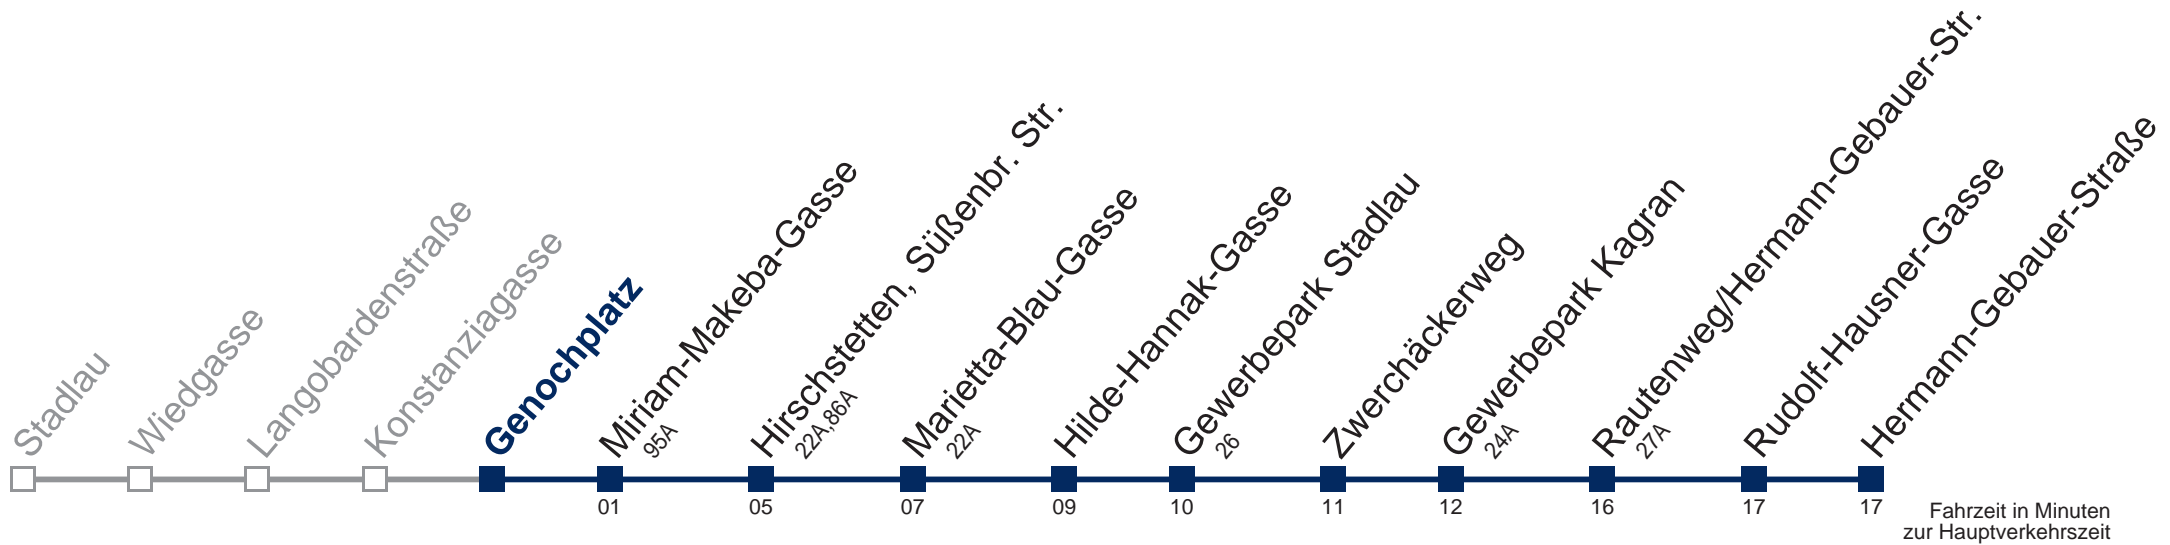 Stadlau
Wiedgasse
Langobardenstraße
Konstanziagasse
Genochplatz
Miriam-Makeba-Gasse
95A
Hirschstetten, Süßenbr. Str.
22A,86A
Marietta-Blau-Gasse
22A
Hilde-Hannak-Gasse
Gewerbepark Stadlau
26
Zwerchäckerweg
Gewerbepark Kagran
24A
Rautenweg/Hermann-Gebauer-Str.
27A
Rudolf-Hausner-Gasse
Hermann-Gebauer-Straße
01 05 07 09 10 11 12 16 17 17
Fahrzeit in Minuten
zur Hauptverkehrszeit